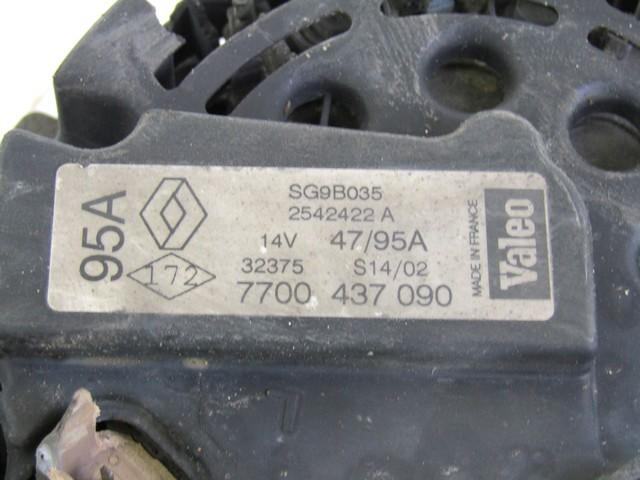 95A
172
SG9B035
2542422 A
14V 47/95A
32375 S14/02
7700 437 090
MADE IN FRANCE
Valeo